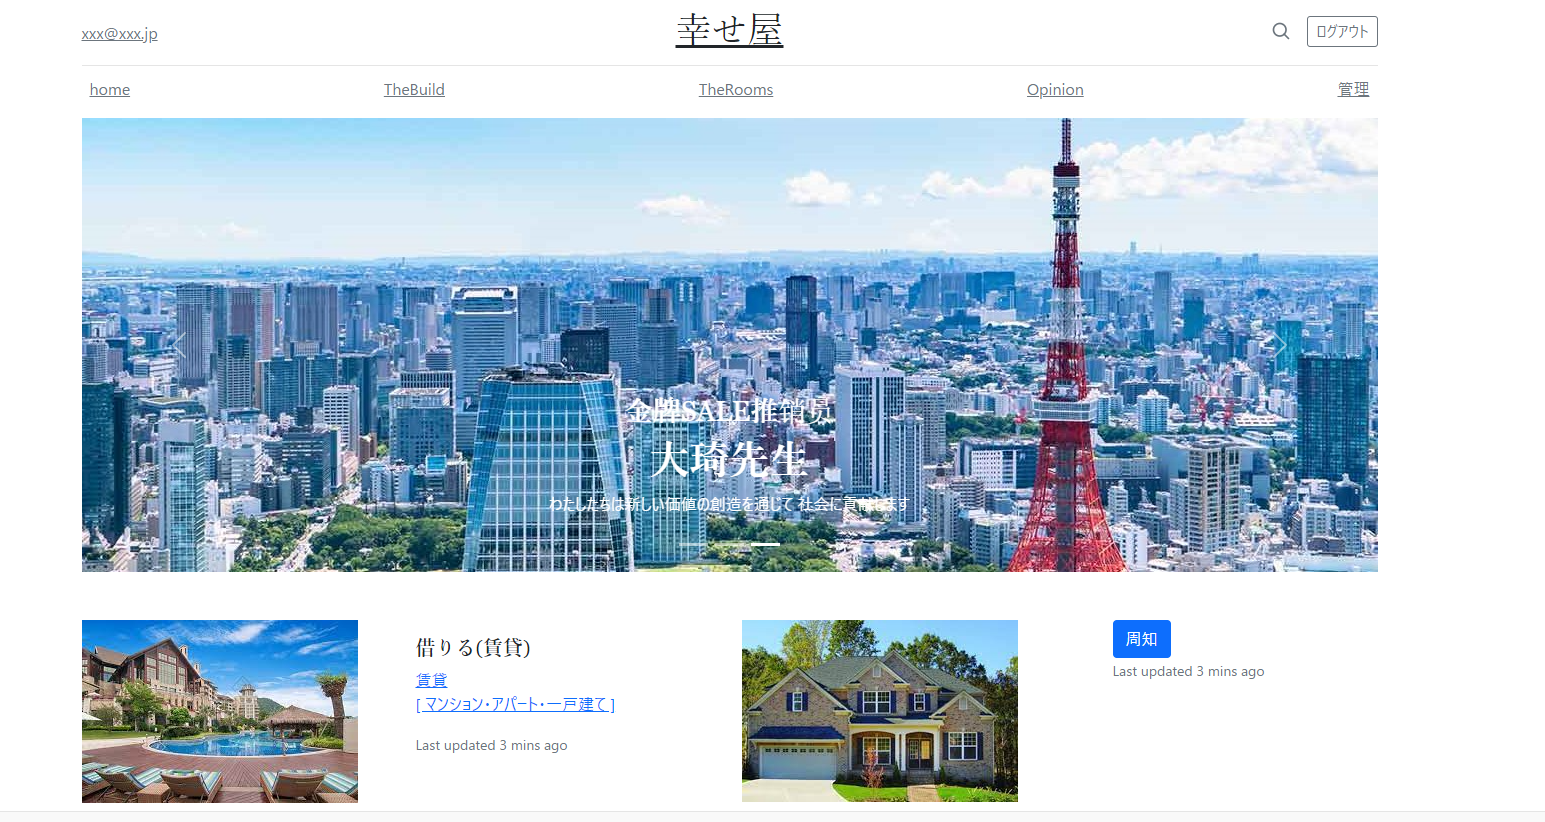 xxx@xxx.jp
幸せ屋
ログアウト
home
TheBuild
TheRooms
Opinion
管理
金牌SALE推销员
大琦先生
わたしたちは新しい価値の創造を通じて 社会に貢献します
借りる(賃貸)
賃貸
[ マンション・アパート・一戸建て ]
Last updated 3 mins ago
周知
Last updated 3 mins ago